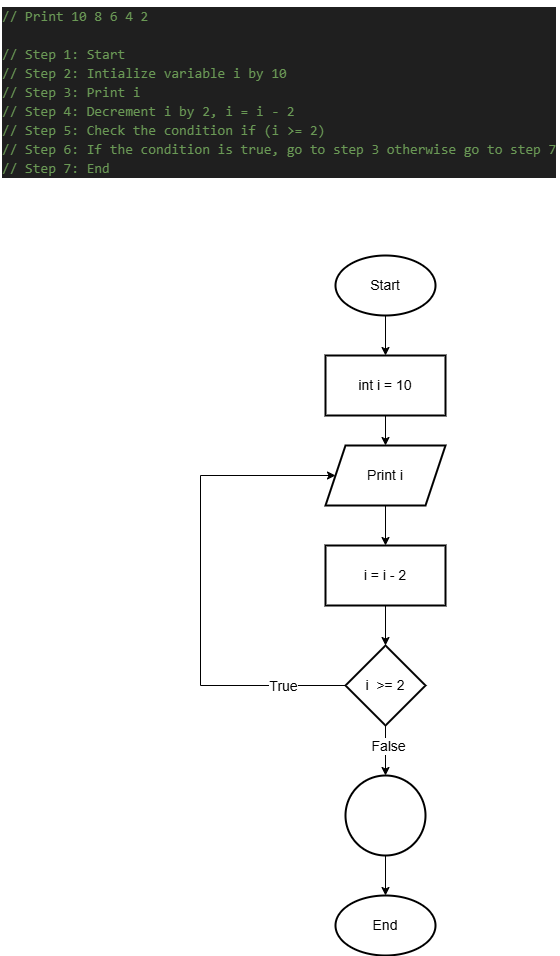 // Print 10 8 6 4 2
// Step 1: Start
// Step 2: Intialize variable i by 10
// Step 3: Print i
// Step 4: Decrement i by 2, i = i - 2
// Step 5: Check the condition if (i >= 2)
// Step 6: If the condition is true, go to step 3 otherwise go to step 7
// Step 7: End
Start
int i = 10
Print i
i = i - 2
i >= 2
True
False
End